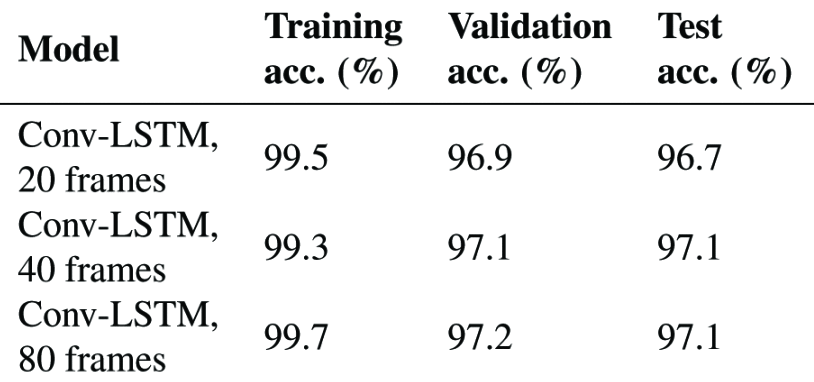 Model Training acc. (%) Validation acc. (%) Test acc. (%)
Conv-LSTM, 20 frames 99.5 96.9 96.7
Conv-LSTM, 40 frames 99.3 97.1 97.1
Conv-LSTM, 80 frames 99.7 97.2 97.1